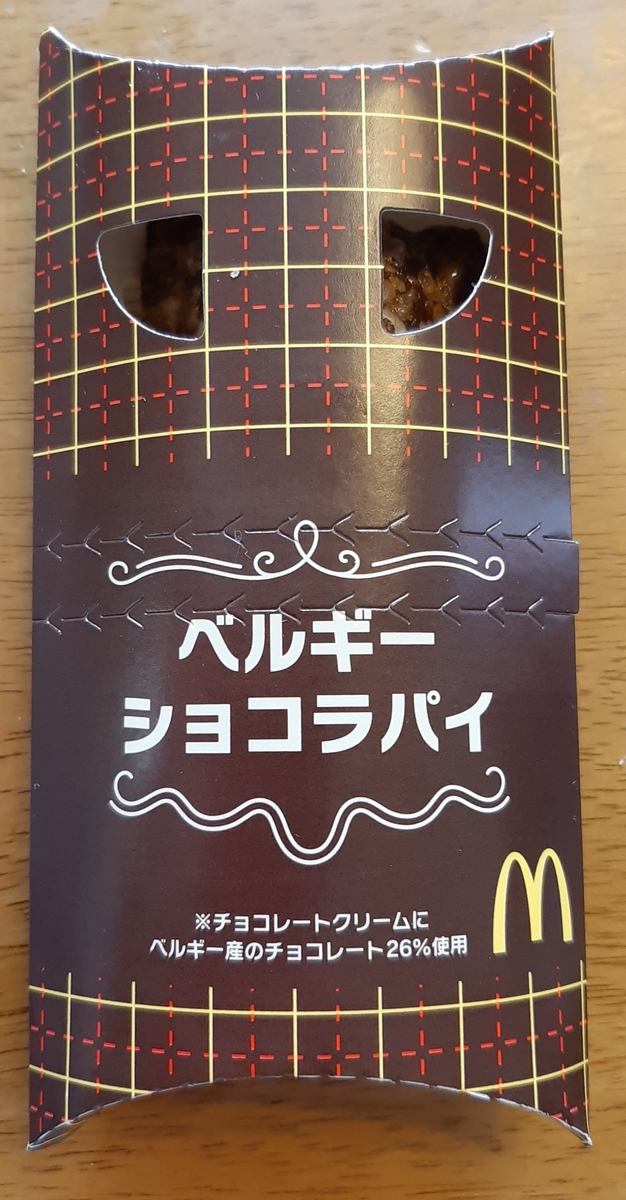 ベルギー
ショコラパイ
※チョコレートクリームに
ベルギー産のチョコレート26%使用